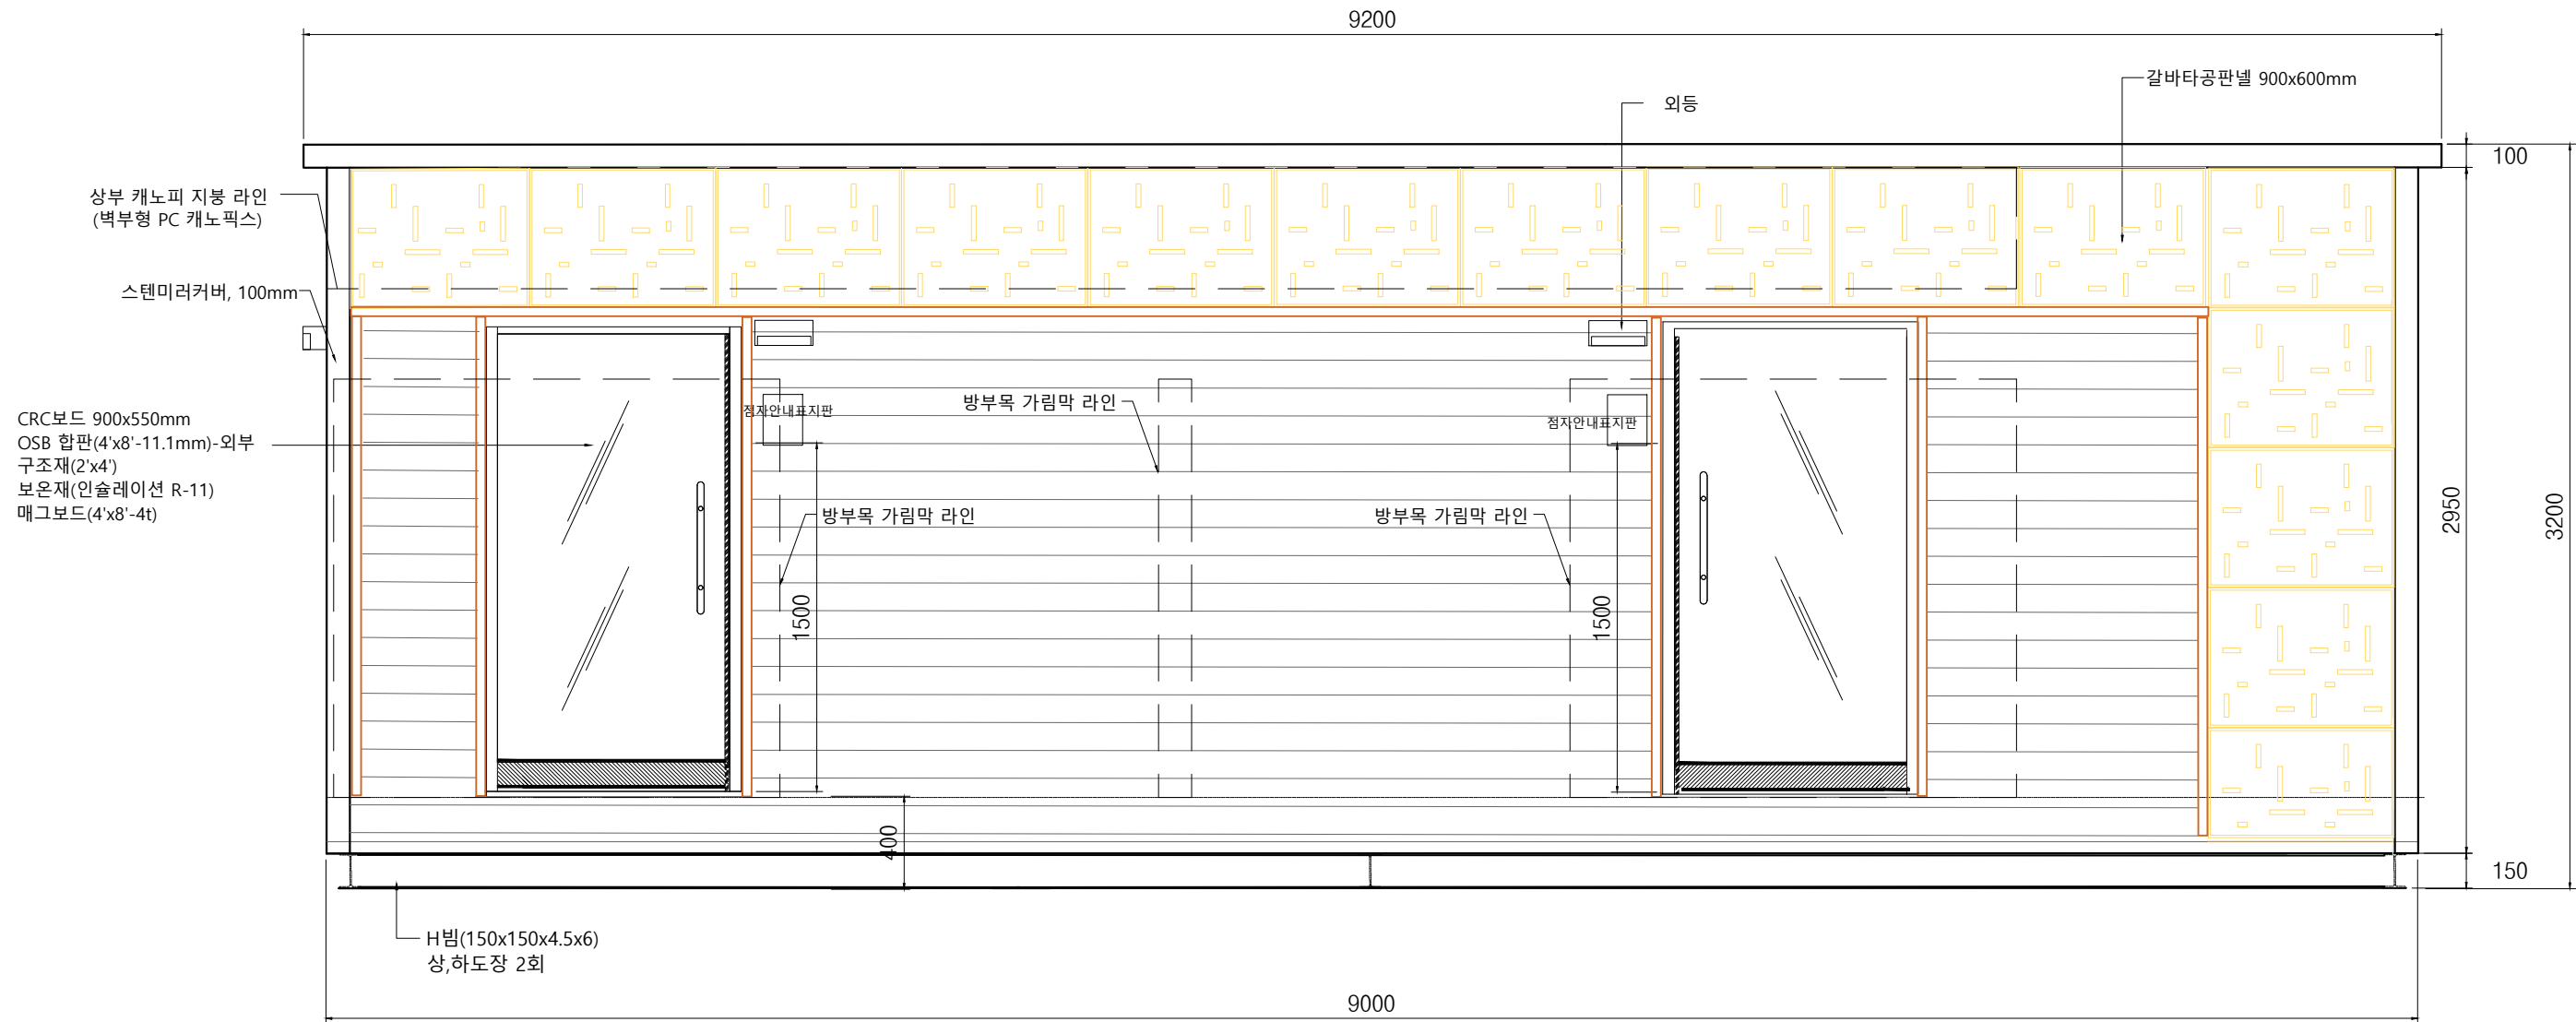 9200
갈바타공판넬 900x600mm
외등
100
상부 캐노피 지붕 라인
(벽부형 PC 캐노픽스)
스텐미러커버, 100mm
CRC보드 900x550mm
OSB 합판(4'x8'-11.1mm)-외부
구조재(2'x4')
보온재(인슐레이션 R-11)
매그보드(4'x8'-4t)
점자안내표지판
방부목 가림막 라인
점자안내표지판
방부목 가림막 라인
방부목 가림막 라인
1500
1500
2950
3200
400
150
H빔(150x150x4.5x6)
상,하도장 2회
9000